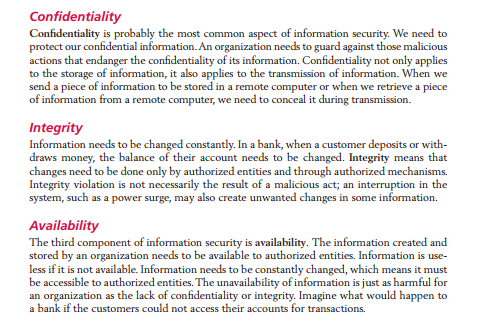 Confidentiality
Confidentiality is probably the most common aspect of information security. We need to
protect our confidential information. An organization needs to guard against those malicious
actions that endanger the confidentiality of its information. Confidentiality not only applies
to the storage of information, it also applies to the transmission of information. When we
send a piece of information to be stored in a remote computer or when we retrieve a piece
of information from a remote computer, we need to conceal it during transmission.
Integrity
Information needs to be changed constantly. In a bank, when a customer deposits or with-
draws money, the balance of their account needs to be changed. Integrity means that
changes need to be done only by authorized entities and through authorized mechanisms.
Integrity violation is not necessarily the result of a malicious act; an interruption in the
system, such as a power surge, may also create unwanted changes in some information.
Availability
The third component of information security is availability. The information created and
stored by an organization needs to be available to authorized entities. Information is use-
less if it is not available. Information needs to be constantly changed, which means it must
be accessible to authorized entities. The unavailability of information is just as harmful for
an organization as the lack of confidentiality or integrity. Imagine what would happen to
a bank if the customers could not access their accounts for transactions.